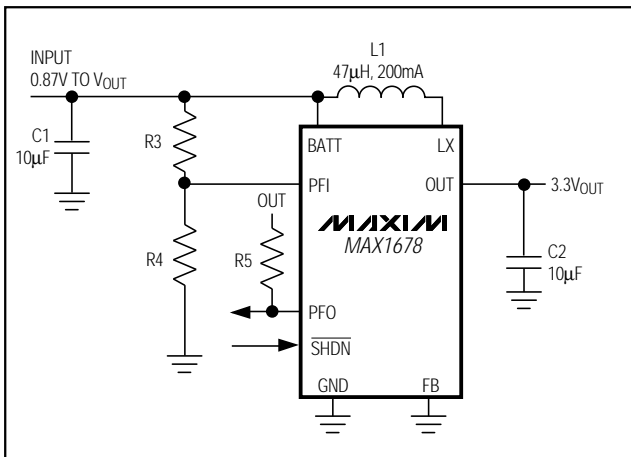 INPUT
0.87V TO VOUT
L1
47µH, 200mA
C1
10µF
R3
BATT
LX
PFI
OUT
3.3VOUT
OUT
MAXIM
MAX1678
R4
R5
C2
10µF
PFO
SHDN
GND
FB